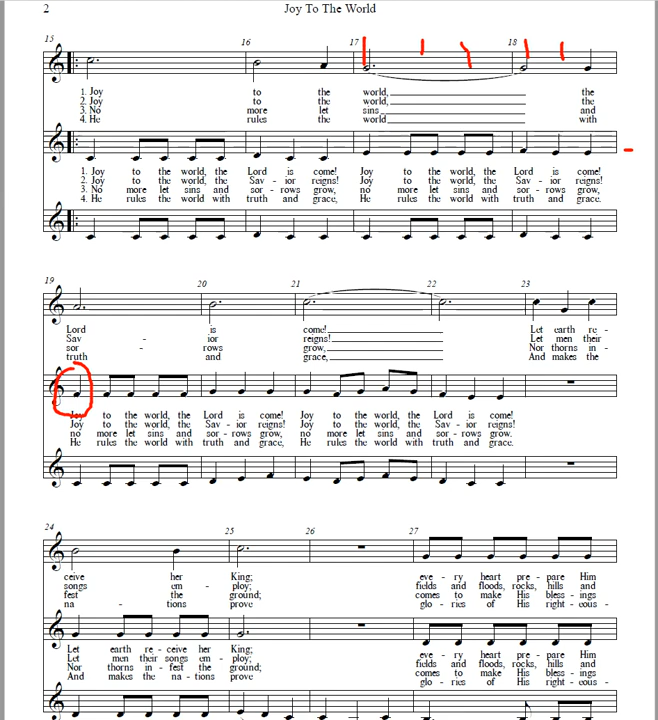 2 Joy To The World
15 16 17 18
1. Joy to the world, the
2. Joy to the world, the
3. No more let sins and
4. He rules the world with
1. Joy to the world, the Lord is come! Joy to the world, the Lord is come!
2. Joy to the world, the Sav - ior reigns! Joy to the world, the Sav - ior reigns!
3. No more let sins and sor - rows grow, no more let sins and sor - rows grow,
4. He rules the world with truth and grace, He rules the world with truth and grace.
19 20 21 22 23
Lord is come! Let earth re -
Sav - ior reigns! Let men their
sor - rows grow, Nor thorns in -
truth and grace, And makes the
Joy to the world, the Lord is come! Joy to the world, the Lord is come!
Joy to the world, the Sav - ior reigns! Joy to the world, the Sav - ior reigns!
no more let sins and sor - rows grow, no more let sins and sor - rows grow.
He rules the world with truth and grace, He rules the world with truth and grace.
24 25 26 27
ceive her King; eve - ry heart pre - pare Him
songs em - ploy; fields and floods, rocks, hills and
fest the ground; comes to make His bless - ings
na - tions prove glo - ries of His right - eous -
Let earth re - ceive her King; eve - ry heart pre - pare Him
Let men their songs em - ploy; fields and floods, rocks, hills and
Nor thorns in - fest the ground; comes to make His bless - ings
And makes the na - tions prove glo - ries of His right - eous -